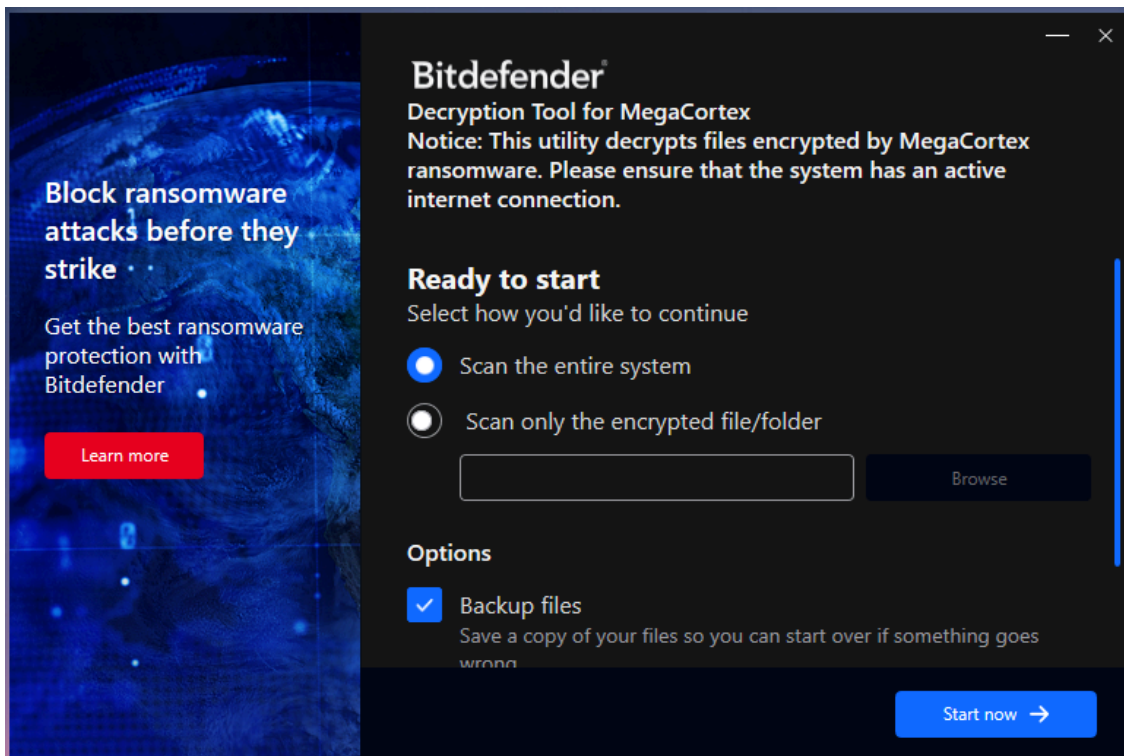 Block ransomware
attacks before they
strike
Get the best ransomware
protection with
Bitdefender
Learn more
Bitdefender
Decryption Tool for MegaCortex
Notice: This utility decrypts files encrypted by MegaCortex
ransomware. Please ensure that the system has an active
internet connection.
Ready to start
Select how you'd like to continue
Scan the entire system
Scan only the encrypted file/folder
Browse
Options
Backup files
Save a copy of your files so you can start over if something goes
wrong
Start now